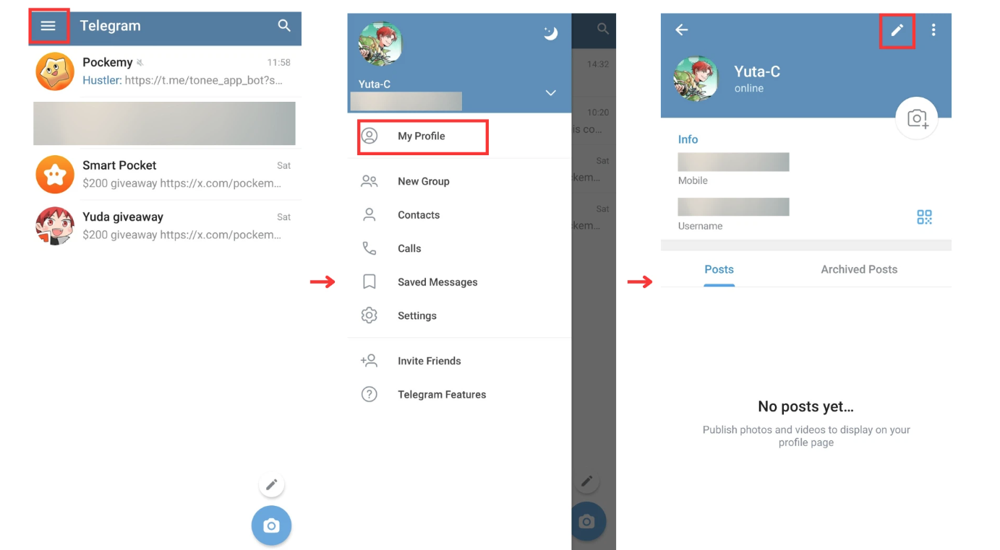 Telegram
Pockemy
11:58
Hustler: https://t.me/tonee_app_bot?s...
Smart Pocket
Sat
$200 giveaway https://x.com/pockem...
Yuda giveaway
Sat
$200 giveaway https://x.com/pockem...
Yuta-C
My Profile
New Group
Contacts
Calls
Saved Messages
Settings
Invite Friends
Telegram Features
14:32
10:20
is co...
Sat
kem...
Sat
kem...
Yuta-C
online
Info
Mobile
Username
Posts
Archived Posts
No posts yet...
Publish photos and videos to display on your
profile page